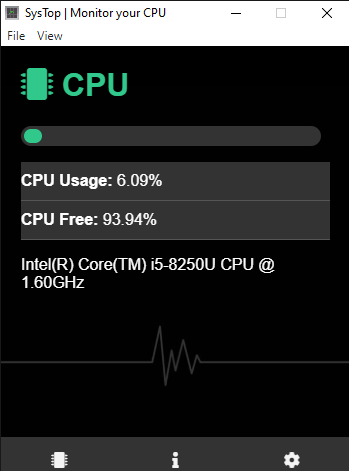 SysTop | Monitor your CPU
File View
CPU
CPU Usage: 6.09%
CPU Free: 93.94%
Intel(R) Core(TM) i5-8250U CPU @
1.60GHz